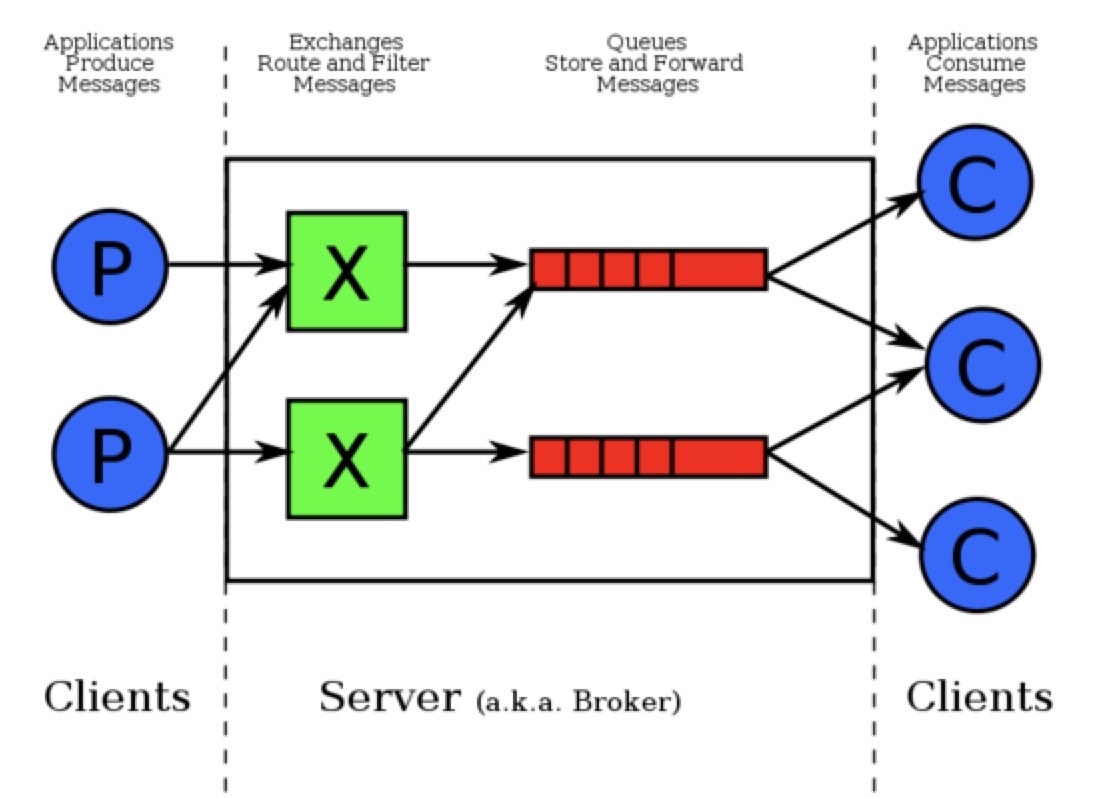 Applications
Produce
Messages
Exchanges
Route and Filter
Messages
Queues
Store and Forward
Messages
Applications
Consume
Messages
P
X
C
P
X
C
C
Clients
Server (a.k.a. Broker)
Clients